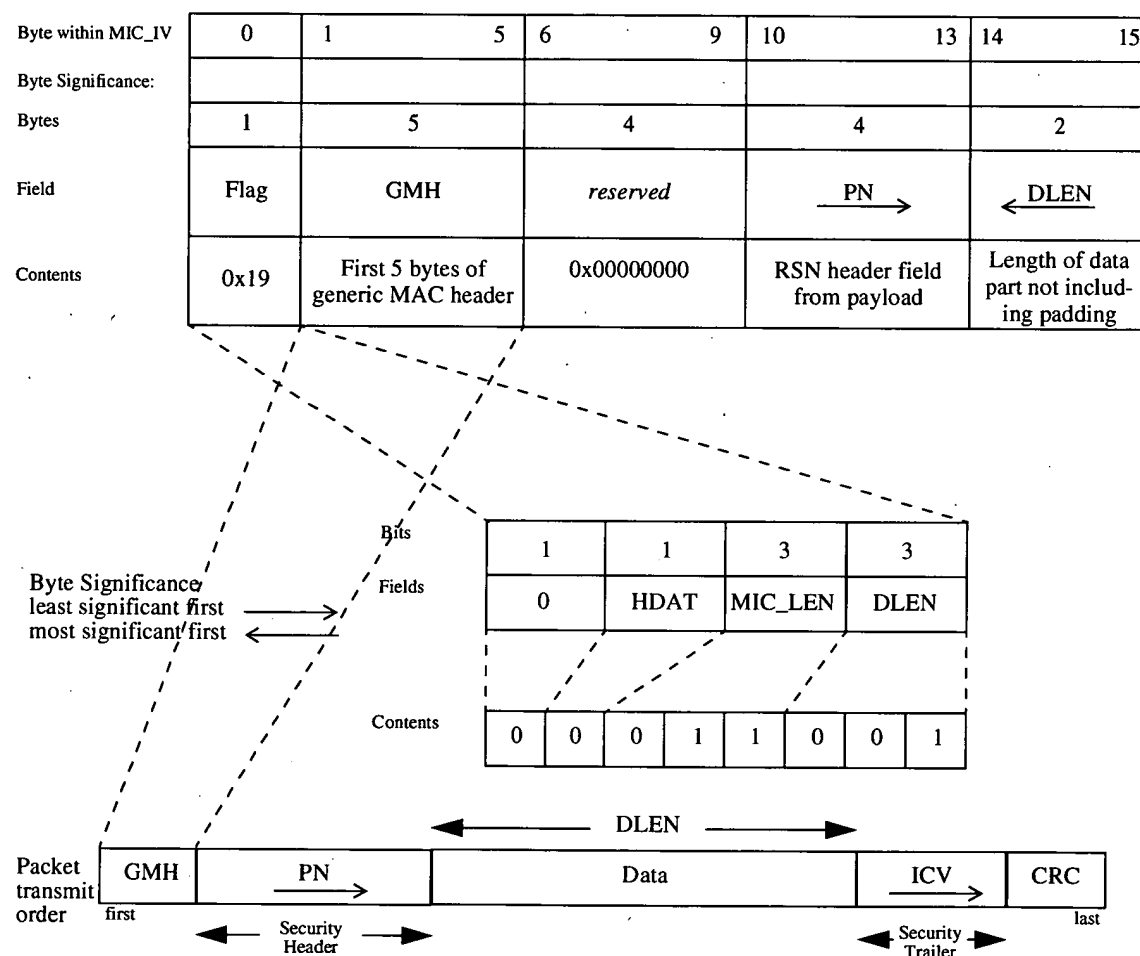 Byte within MIC_IV 0 1 5 6 9 10 13 14 15
Byte Significance:
Bytes 1 5 4 4 2
Field Flag GMH reserved PN DLEN
Contents 0x19 First 5 bytes of generic MAC header 0x00000000 RSN header field from payload Length of data part not includ-ing padding
Bits 1 1 3 3
Fields 0 HDAT MIC_LEN DLEN
Byte Significance
least significant first
most significant first
Contents 0 0 0 1 1 0 0 1
DLEN
Packet transmit order GMH PN Data ICV CRC
first last
Security Header Security Trailer